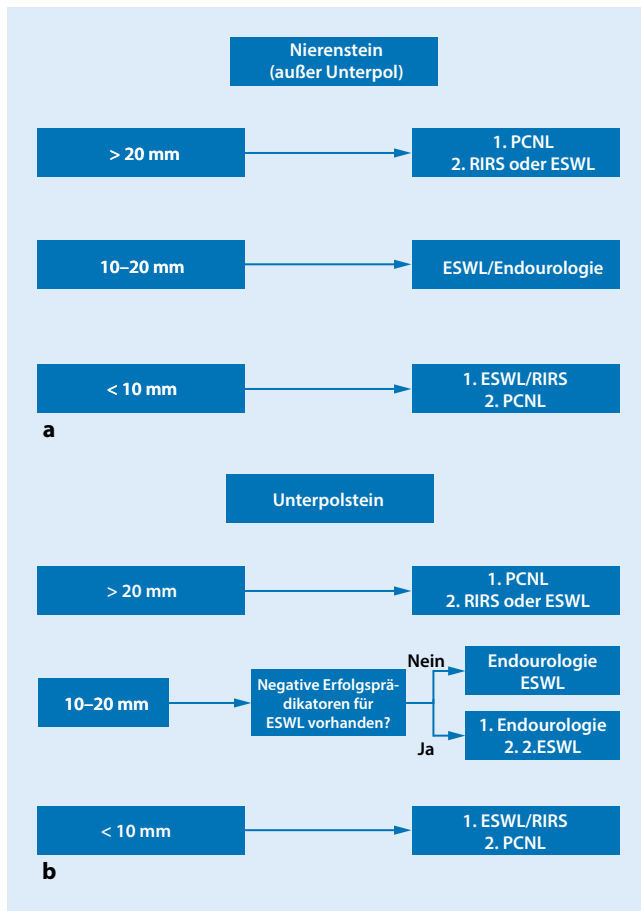 Nierenstein
(außer Unterpol)
> 20 mm
1. PCNL
2. RIRS oder ESWL
10–20 mm
ESWL/Endourologie
< 10 mm
1. ESWL/RIRS
2. PCNL
a
Unterpolstein
> 20 mm
1. PCNL
2. RIRS oder ESWL
10–20 mm
Negative Erfolgsprä-
dikatoren für
ESWL vorhanden?
Nein
Endourologie
ESWL
Ja
1. Endourologie
2. 2.ESWL
< 10 mm
1. ESWL/RIRS
2. PCNL
b